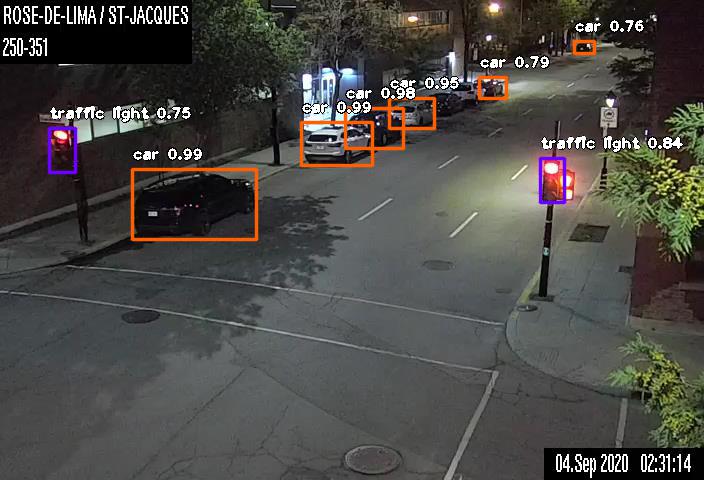 ROSE-DE-LIMA / ST-JACQUES
250-351
car 0.76
car 0.79
car 0.95
car 0.98
car 0.99
traffic light 0.75
traffic light 0.84
car 0.99
04.Sep 2020 02:31:14